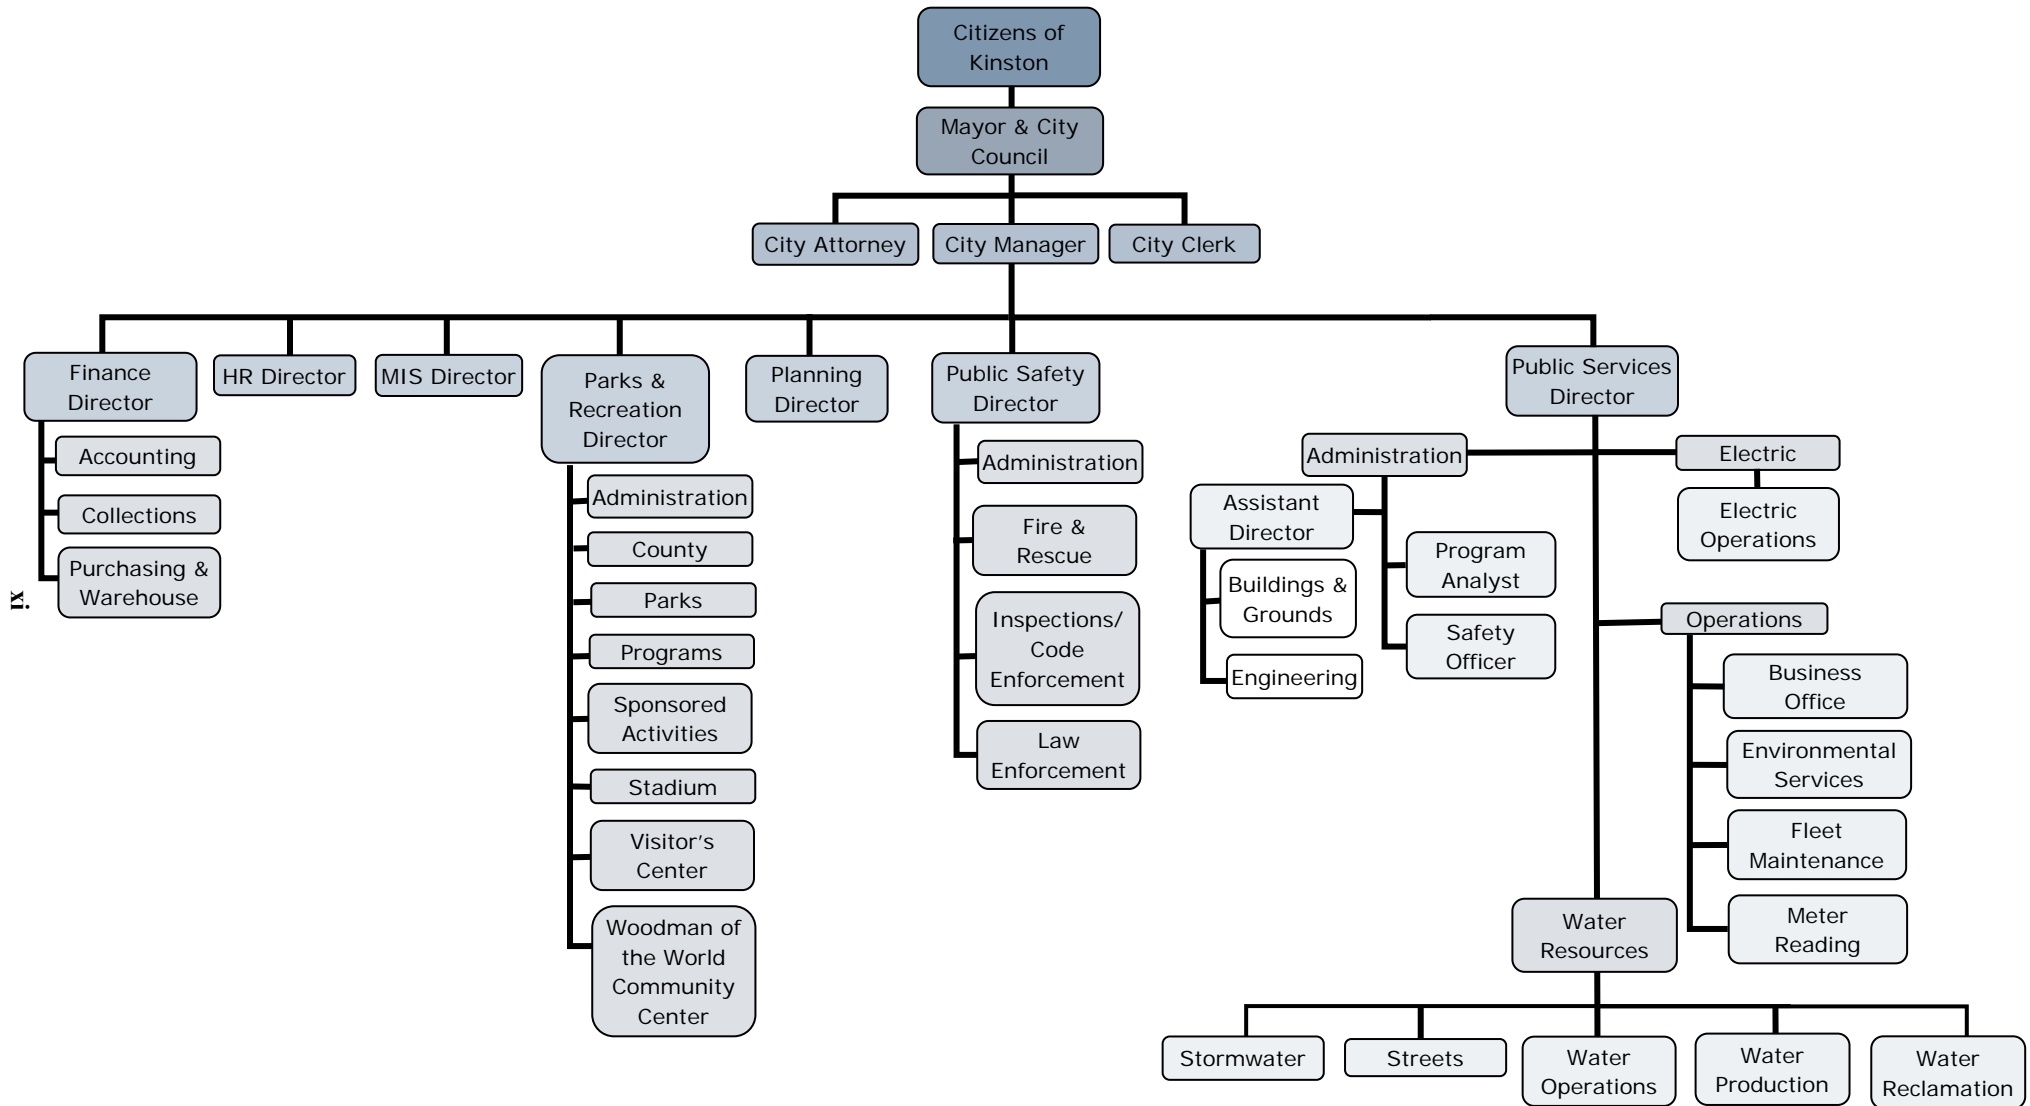 Citizens of
Kinston
Mayor & City
Council
City Attorney
City Manager
City Clerk
Finance
Director
HR Director
MIS Director
Parks &
Recreation
Director
Planning
Director
Public Safety
Director
Public Services
Director
Accounting
Collections
Purchasing &
Warehouse
Administration
County
Parks
Programs
Sponsored
Activities
Stadium
Visitor’s
Center
Woodman of
the World
Community
Center
Administration
Fire &
Rescue
Inspections/
Code
Enforcement
Law
Enforcement
Administration
Assistant
Director
Buildings &
Grounds
Engineering
Program
Analyst
Safety
Officer
Electric
Electric
Operations
Operations
Business
Office
Environmental
Services
Fleet
Maintenance
Meter
Reading
Water
Resources
Stormwater
Streets
Water
Operations
Water
Production
Water
Reclamation
xi